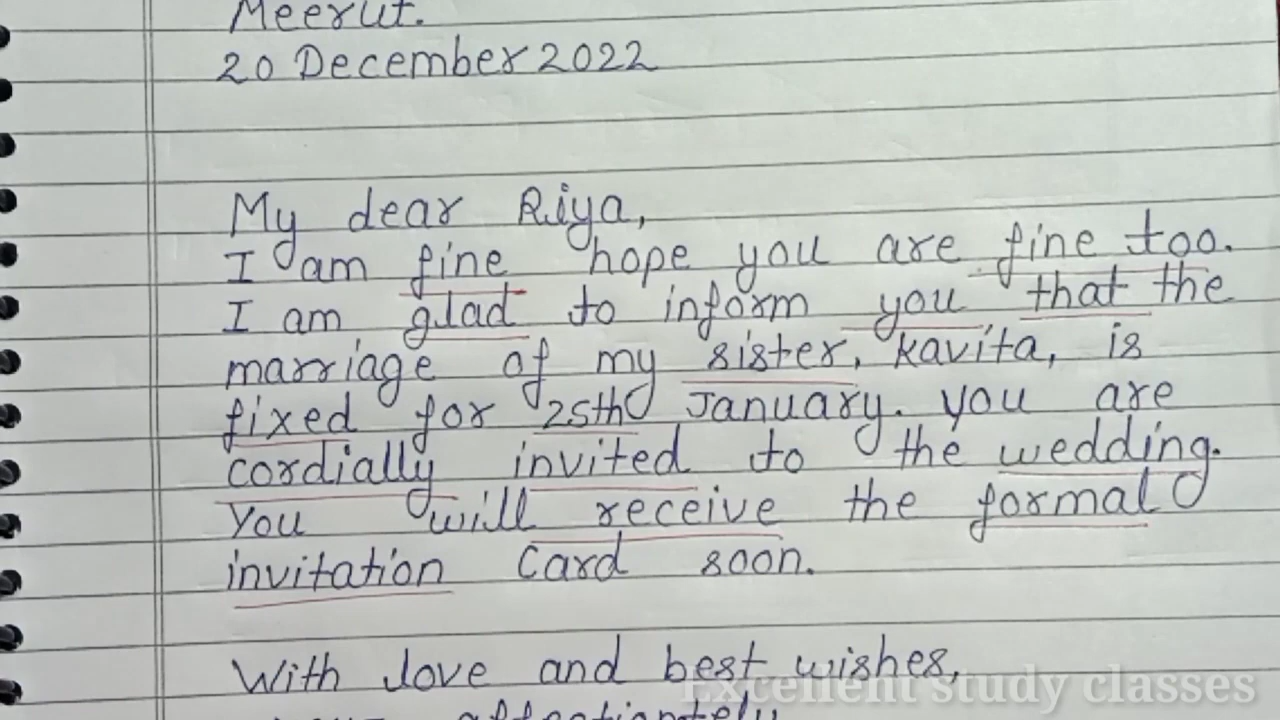 Meerut.
20 December 2022
My dear Riya,
I am fine hope you are fine too.
I am glad to inform you that the
marriage of my sister, kavita, is
fixed for 25th January. you are
cordially invited to the wedding.
You will receive the formal
invitation Card soon.
With love and best wishes,
Excellent study classes
affectionately